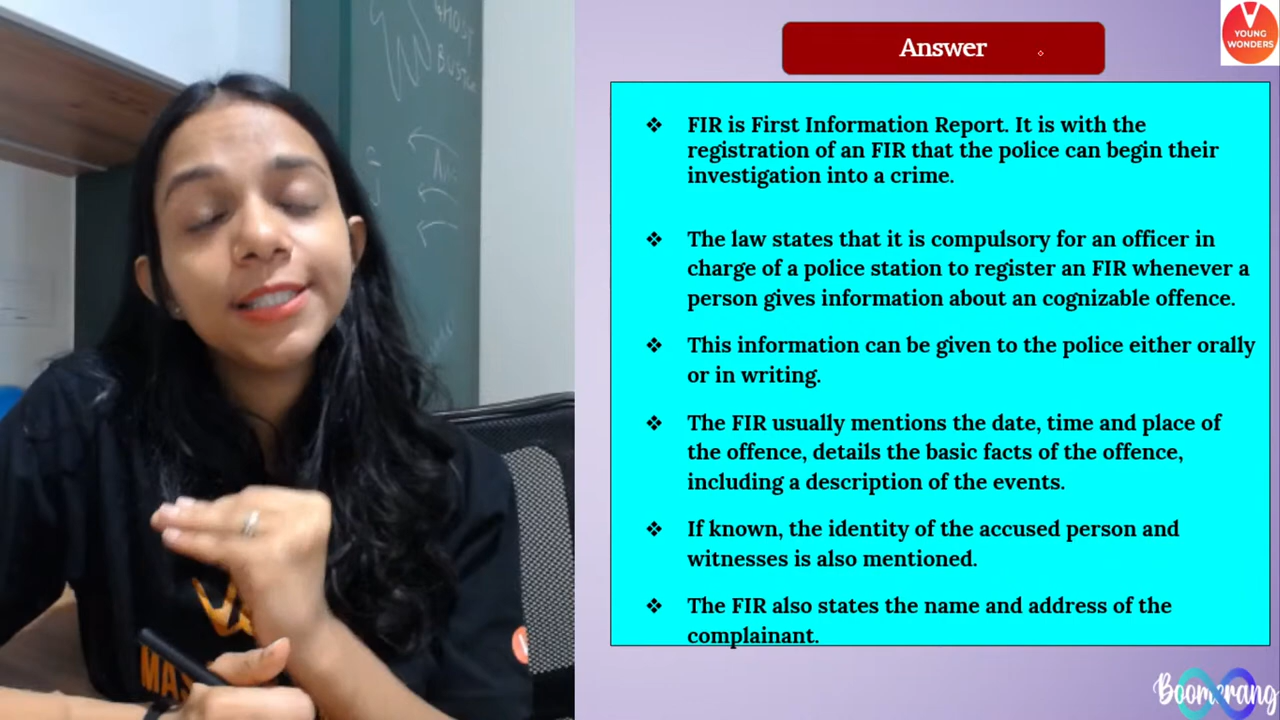 GHOST
Answer
YOUNG
WONDERS
❖ FIR is First Information Report. It is with the
registration of an FIR that the police can begin their
investigation into a crime.
❖ The law states that it is compulsory for an officer in
charge of a police station to register an FIR whenever a
person gives information about an cognizable offence.
❖ This information can be given to the police either orally
or in writing.
❖ The FIR usually mentions the date, time and place of
the offence, details the basic facts of the offence,
including a description of the events.
❖ If known, the identity of the accused person and
witnesses is also mentioned.
❖ The FIR also states the name and address of the
complainant.
MAS
Boomerang